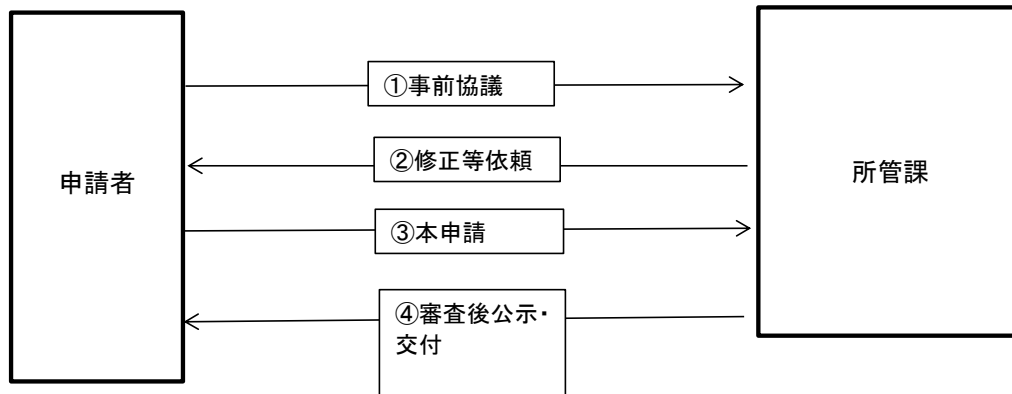 ①事前協議
②修正等依頼
申請者
所管課
③本申請
④審査後公示・
交付